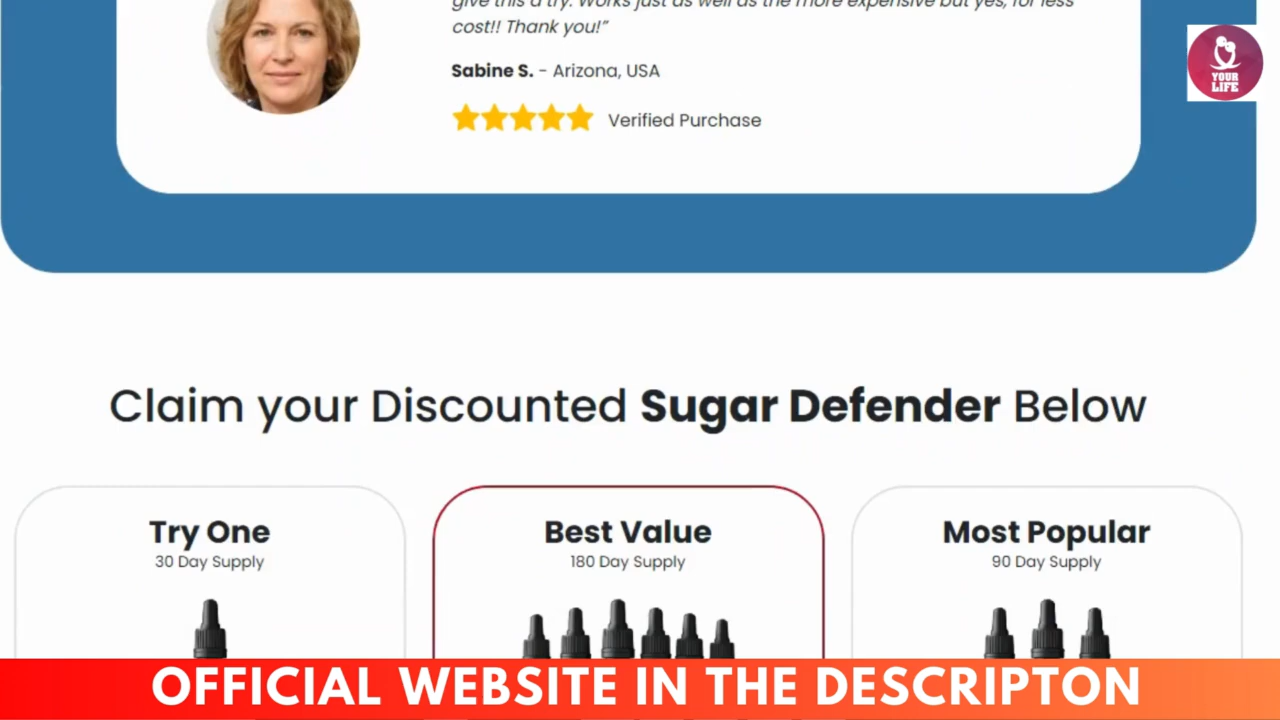 give this a try. Works just as well as the more expensive but yes, for less
cost!! Thank you!”
Sabine S. - Arizona, USA
Verified Purchase
YOUR
LIFE
Claim your Discounted Sugar Defender Below
Try One
30 Day Supply
Best Value
180 Day Supply
Most Popular
90 Day Supply
OFFICIAL WEBSITE IN THE DESCRIPTON